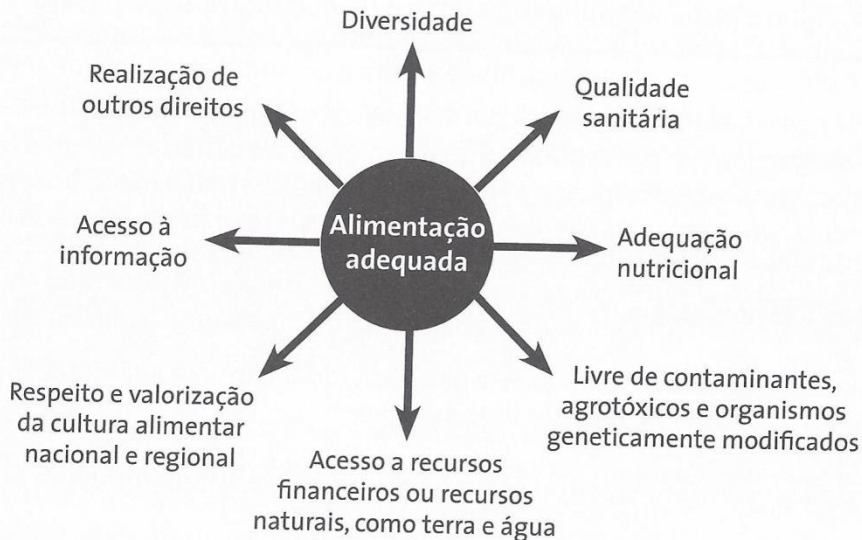 Diversidade
Realização de
outros direitos
Qualidade
sanitária
Acesso à
informação
Alimentação
adequada
Adequação
nutricional
Respeito e valorização
da cultura alimentar
nacional e regional
Acesso a recursos
financeiros ou recursos
naturais, como terra e água
Livre de contaminantes,
agrotóxicos e organismos
geneticamente modificados